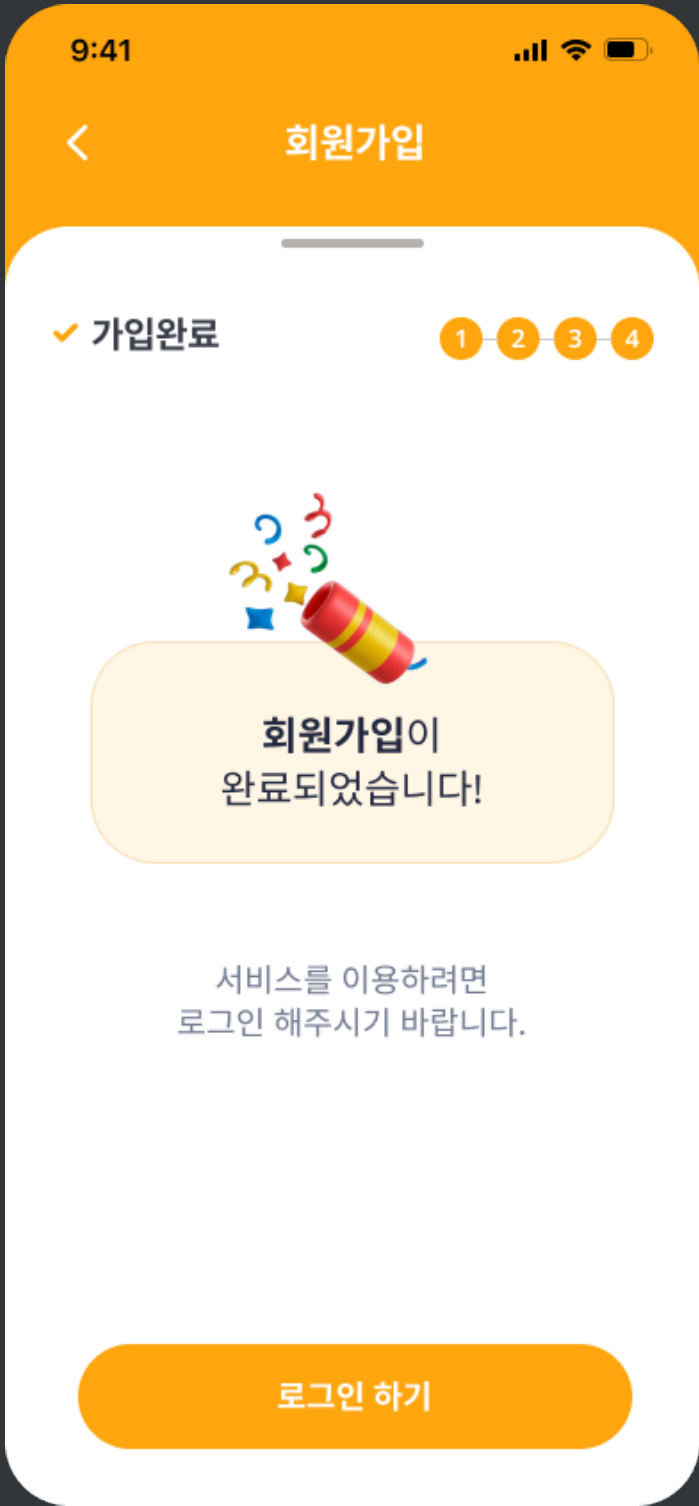 9:41
회원가입
가입완료
1 2 3 4
회원가입이
완료되었습니다!
서비스를 이용하려면
로그인 해주시기 바랍니다.
로그인 하기